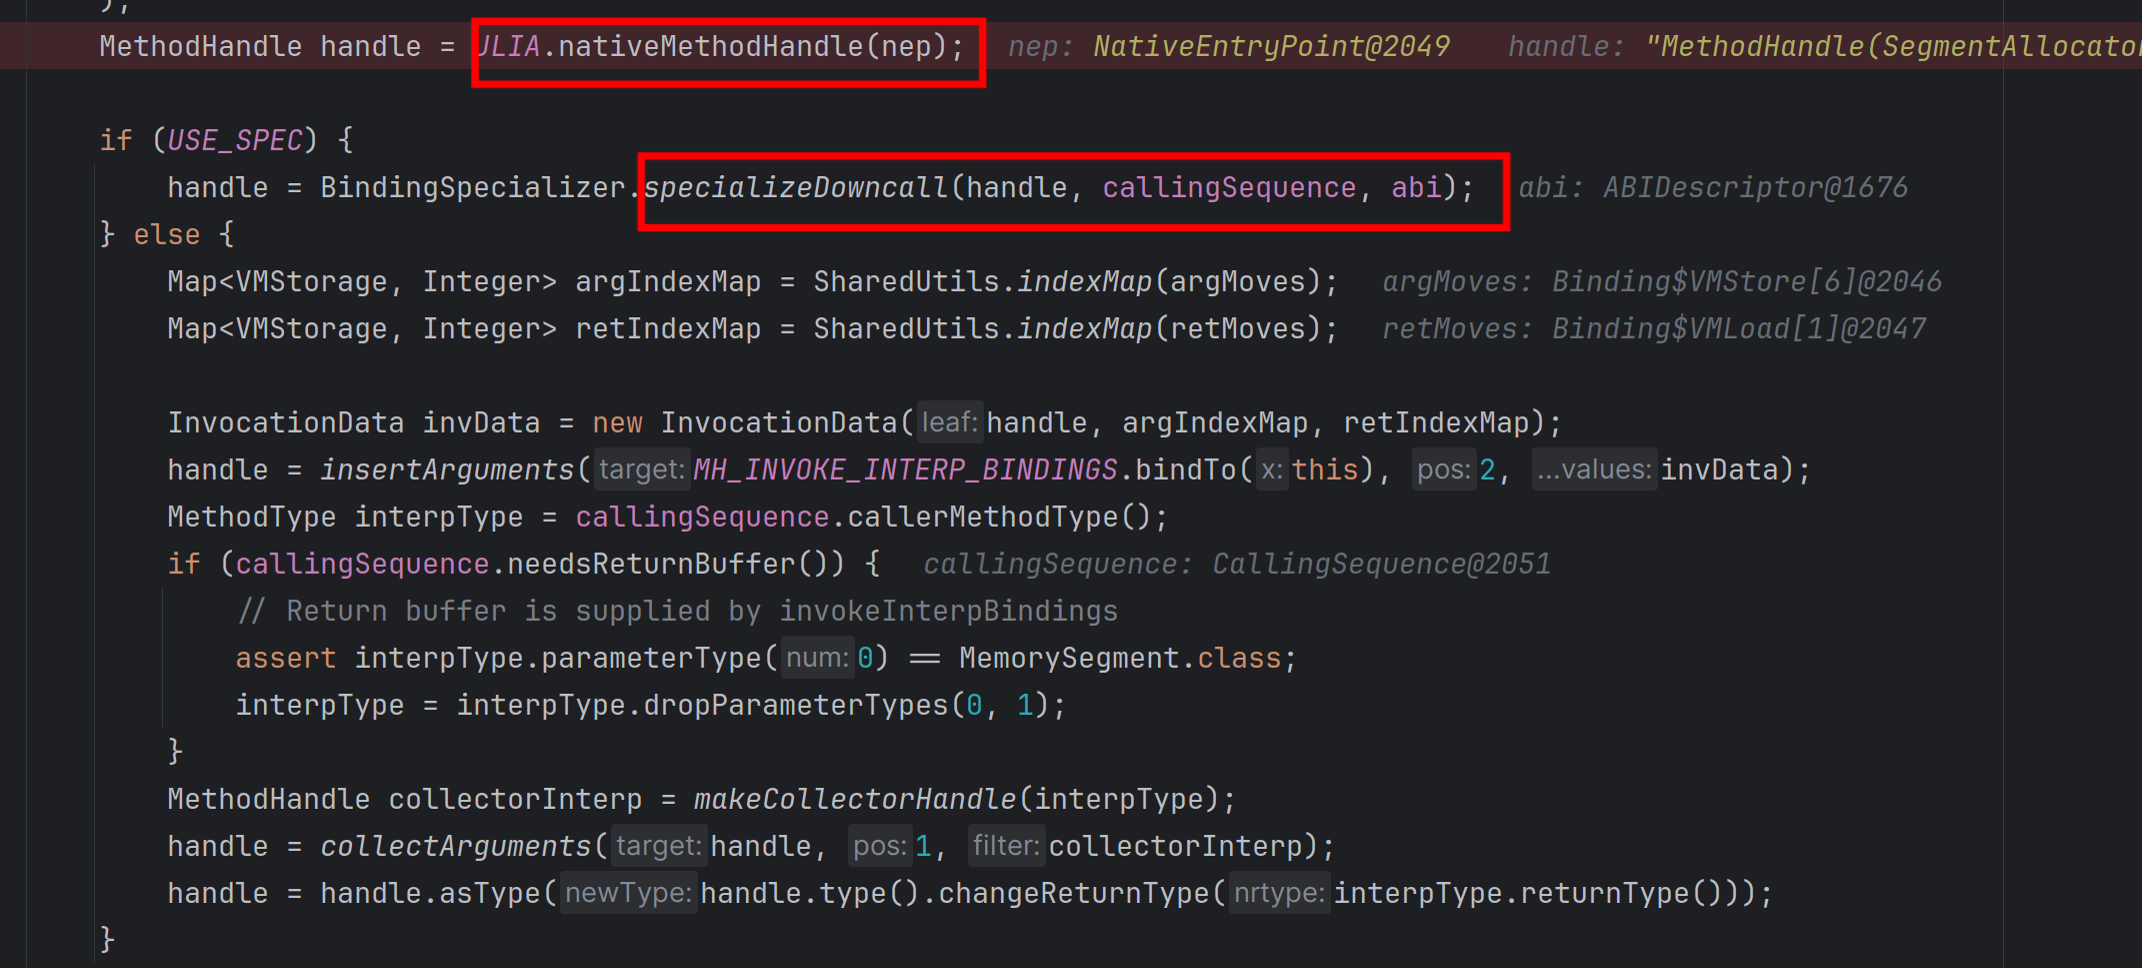 );
MethodHandle handle = JLIA.nativeMethodHandle(nep); nep: NativeEntryPoint@2049 handle: "MethodHandle(SegmentAllocator
if (USE_SPEC) {
handle = BindingSpecializer.specializeDowncall(handle, callingSequence, abi); abi: ABIDescriptor@1676
} else {
Map<VMStorage, Integer> argIndexMap = SharedUtils.indexMap(argMoves); argMoves: Binding$VMStore[6]@2046
Map<VMStorage, Integer> retIndexMap = SharedUtils.indexMap(retMoves); retMoves: Binding$VMLoad[1]@2047
InvocationData invData = new InvocationData( leaf: handle, argIndexMap, retIndexMap);
handle = insertArguments( target: MH_INVOKE_INTERP_BINDINGS.bindTo( x: this), pos: 2, ...values: invData);
MethodType interpType = callingSequence.callerMethodType();
if (callingSequence.needsReturnBuffer()) { callingSequence: CallingSequence@2051
// Return buffer is supplied by invokeInterpBindings
assert interpType.parameterType( num: 0) == MemorySegment.class;
interpType = interpType.dropParameterTypes(0, 1);
}
MethodHandle collectorInterp = makeCollectorHandle(interpType);
handle = collectArguments( target: handle, pos: 1, filter: collectorInterp);
handle = handle.asType( newType: handle.type().changeReturnType( nrtype: interpType.returnType()));
}